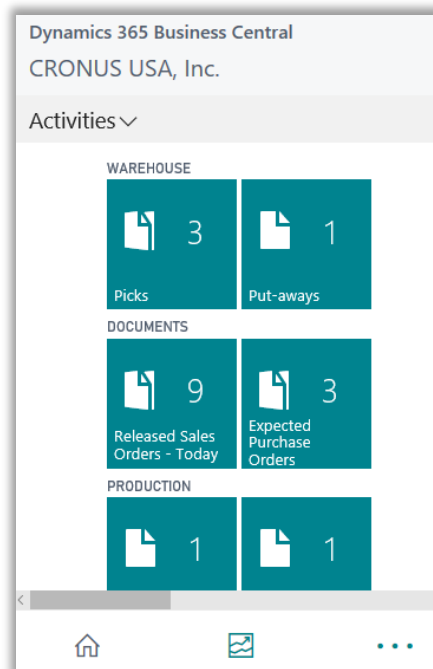 Dynamics 365 Business Central
CRONUS USA, Inc.
Activities
WAREHOUSE
3
1
Picks
Put-aways
DOCUMENTS
9
3
Released Sales
Orders - Today
Expected
Purchase
Orders
PRODUCTION
1
1